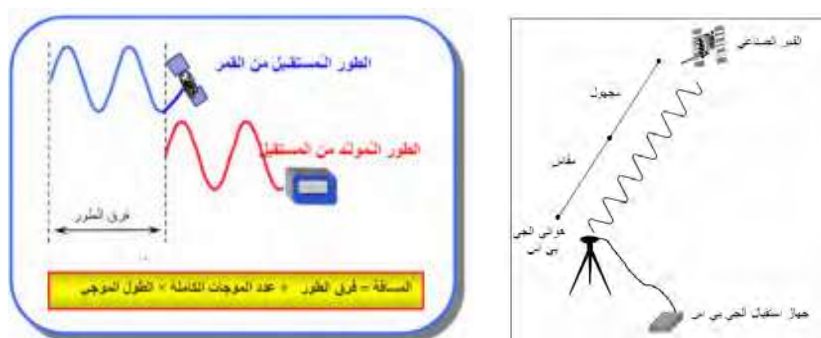 الطور المستقبل من القمر
الطور المولد من المستقبل
فرق الطور
المسافة = فرق الطور + عدد الموجات الكاملة × الطول الموجي
القمر الصناعي
مجهول
مقاس
هوائي الجي
بي اس
جهاز استقبال الجي بي اس